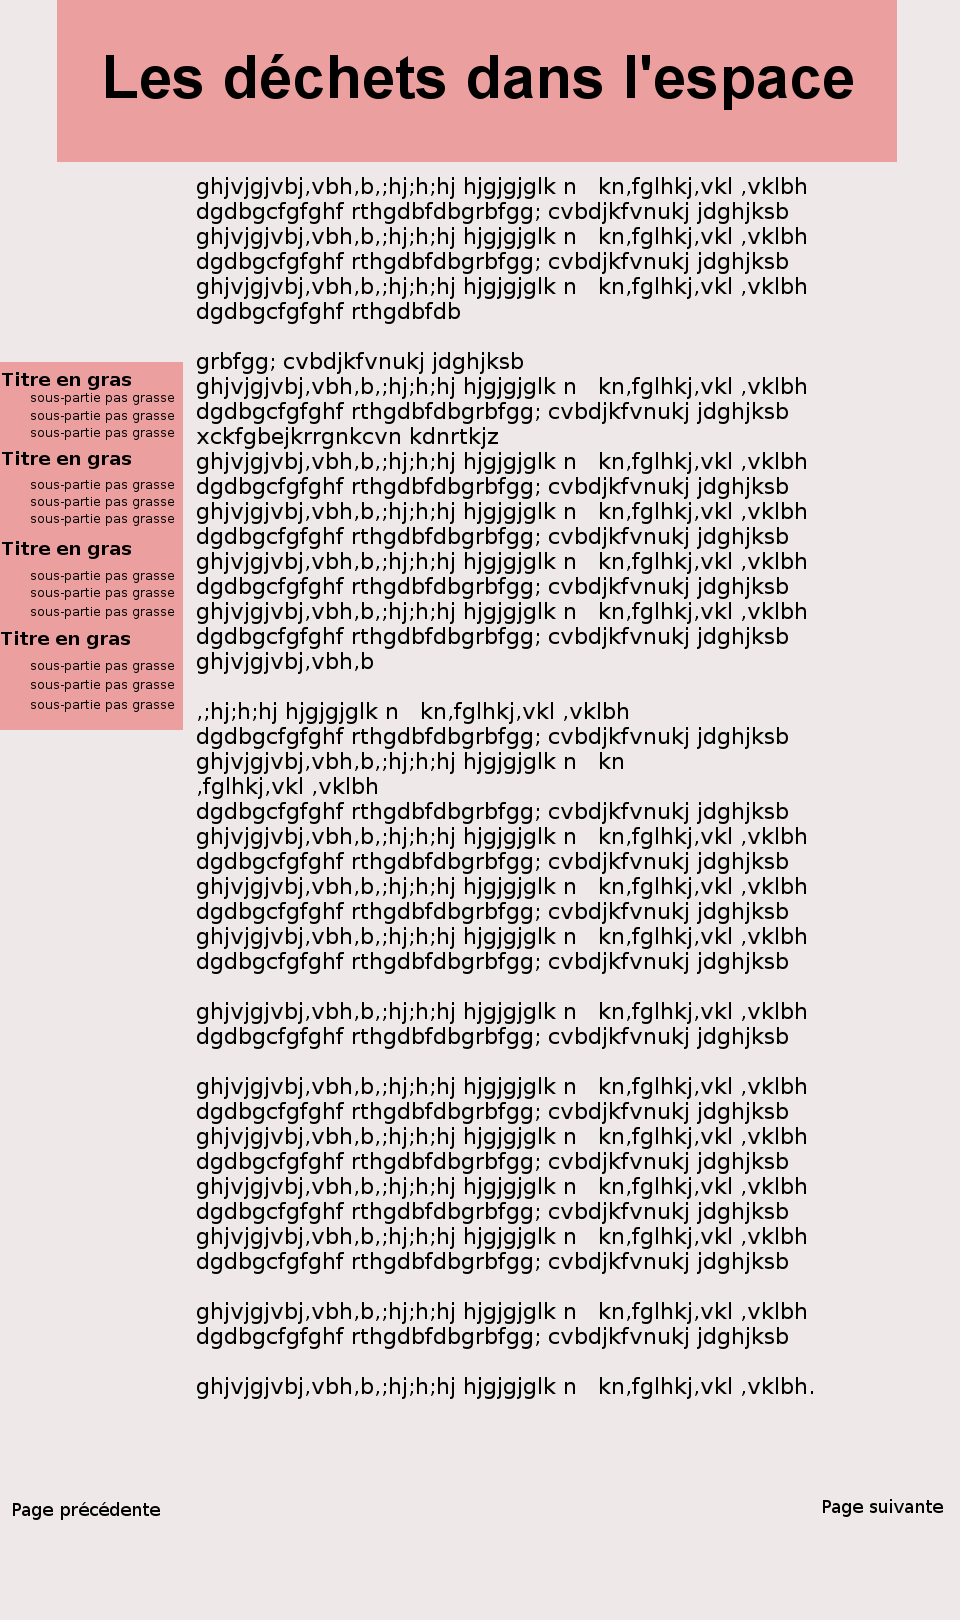 Les déchets dans l'espace
ghjvjgjvbj,vbh,b,;hj;h;hj hjgjgjglk n   kn,fglhkj,vkl ,vklbh
dgdbgcfgfghf rthgdbfdbgrbfgg; cvbdjkfvnukj jdghjksb
ghjvjgjvbj,vbh,b,;hj;h;hj hjgjgjglk n   kn,fglhkj,vkl ,vklbh
dgdbgcfgfghf rthgdbfdbgrbfgg; cvbdjkfvnukj jdghjksb
ghjvjgjvbj,vbh,b,;hj;h;hj hjgjgjglk n   kn,fglhkj,vkl ,vklbh
dgdbgcfgfghf rthgdbfdb
grbfgg; cvbdjkfvnukj jdghjksb
ghjvjgjvbj,vbh,b,;hj;h;hj hjgjgjglk n   kn,fglhkj,vkl ,vklbh
dgdbgcfgfghf rthgdbfdbgrbfgg; cvbdjkfvnukj jdghjksb
xckfgbejkrrgnkcvn kdnrtkjz
ghjvjgjvbj,vbh,b,;hj;h;hj hjgjgjglk n   kn,fglhkj,vkl ,vklbh
dgdbgcfgfghf rthgdbfdbgrbfgg; cvbdjkfvnukj jdghjksb
ghjvjgjvbj,vbh,b,;hj;h;hj hjgjgjglk n   kn,fglhkj,vkl ,vklbh
dgdbgcfgfghf rthgdbfdbgrbfgg; cvbdjkfvnukj jdghjksb
ghjvjgjvbj,vbh,b,;hj;h;hj hjgjgjglk n   kn,fglhkj,vkl ,vklbh
dgdbgcfgfghf rthgdbfdbgrbfgg; cvbdjkfvnukj jdghjksb
ghjvjgjvbj,vbh,b,;hj;h;hj hjgjgjglk n   kn,fglhkj,vkl ,vklbh
dgdbgcfgfghf rthgdbfdbgrbfgg; cvbdjkfvnukj jdghjksb
ghjvjgjvbj,vbh,b
,;hj;h;hj hjgjgjglk n   kn,fglhkj,vkl ,vklbh
dgdbgcfgfghf rthgdbfdbgrbfgg; cvbdjkfvnukj jdghjksb
ghjvjgjvbj,vbh,b,;hj;h;hj hjgjgjglk n   kn
,fglhkj,vkl ,vklbh
dgdbgcfgfghf rthgdbfdbgrbfgg; cvbdjkfvnukj jdghjksb
ghjvjgjvbj,vbh,b,;hj;h;hj hjgjgjglk n   kn,fglhkj,vkl ,vklbh
dgdbgcfgfghf rthgdbfdbgrbfgg; cvbdjkfvnukj jdghjksb
ghjvjgjvbj,vbh,b,;hj;h;hj hjgjgjglk n   kn,fglhkj,vkl ,vklbh
dgdbgcfgfghf rthgdbfdbgrbfgg; cvbdjkfvnukj jdghjksb
ghjvjgjvbj,vbh,b,;hj;h;hj hjgjgjglk n   kn,fglhkj,vkl ,vklbh
dgdbgcfgfghf rthgdbfdbgrbfgg; cvbdjkfvnukj jdghjksb
ghjvjgjvbj,vbh,b,;hj;h;hj hjgjgjglk n   kn,fglhkj,vkl ,vklbh
dgdbgcfgfghf rthgdbfdbgrbfgg; cvbdjkfvnukj jdghjksb
ghjvjgjvbj,vbh,b,;hj;h;hj hjgjgjglk n   kn,fglhkj,vkl ,vklbh
dgdbgcfgfghf rthgdbfdbgrbfgg; cvbdjkfvnukj jdghjksb
ghjvjgjvbj,vbh,b,;hj;h;hj hjgjgjglk n   kn,fglhkj,vkl ,vklbh
dgdbgcfgfghf rthgdbfdbgrbfgg; cvbdjkfvnukj jdghjksb
ghjvjgjvbj,vbh,b,;hj;h;hj hjgjgjglk n   kn,fglhkj,vkl ,vklbh
dgdbgcfgfghf rthgdbfdbgrbfgg; cvbdjkfvnukj jdghjksb
ghjvjgjvbj,vbh,b,;hj;h;hj hjgjgjglk n   kn,fglhkj,vkl ,vklbh
dgdbgcfgfghf rthgdbfdbgrbfgg; cvbdjkfvnukj jdghjksb
ghjvjgjvbj,vbh,b,;hj;h;hj hjgjgjglk n   kn,fglhkj,vkl ,vklbh
dgdbgcfgfghf rthgdbfdbgrbfgg; cvbdjkfvnukj jdghjksb
ghjvjgjvbj,vbh,b,;hj;h;hj hjgjgjglk n   kn,fglhkj,vkl ,vklbh.
Titre en gras
sous-partie pas grasse
sous-partie pas grasse
sous-partie pas grasse
Titre en gras
sous-partie pas grasse
sous-partie pas grasse
sous-partie pas grasse
Titre en gras
sous-partie pas grasse
sous-partie pas grasse
sous-partie pas grasse
Titre en gras
sous-partie pas grasse
sous-partie pas grasse
sous-partie pas grasse
Page précédente
Page suivante